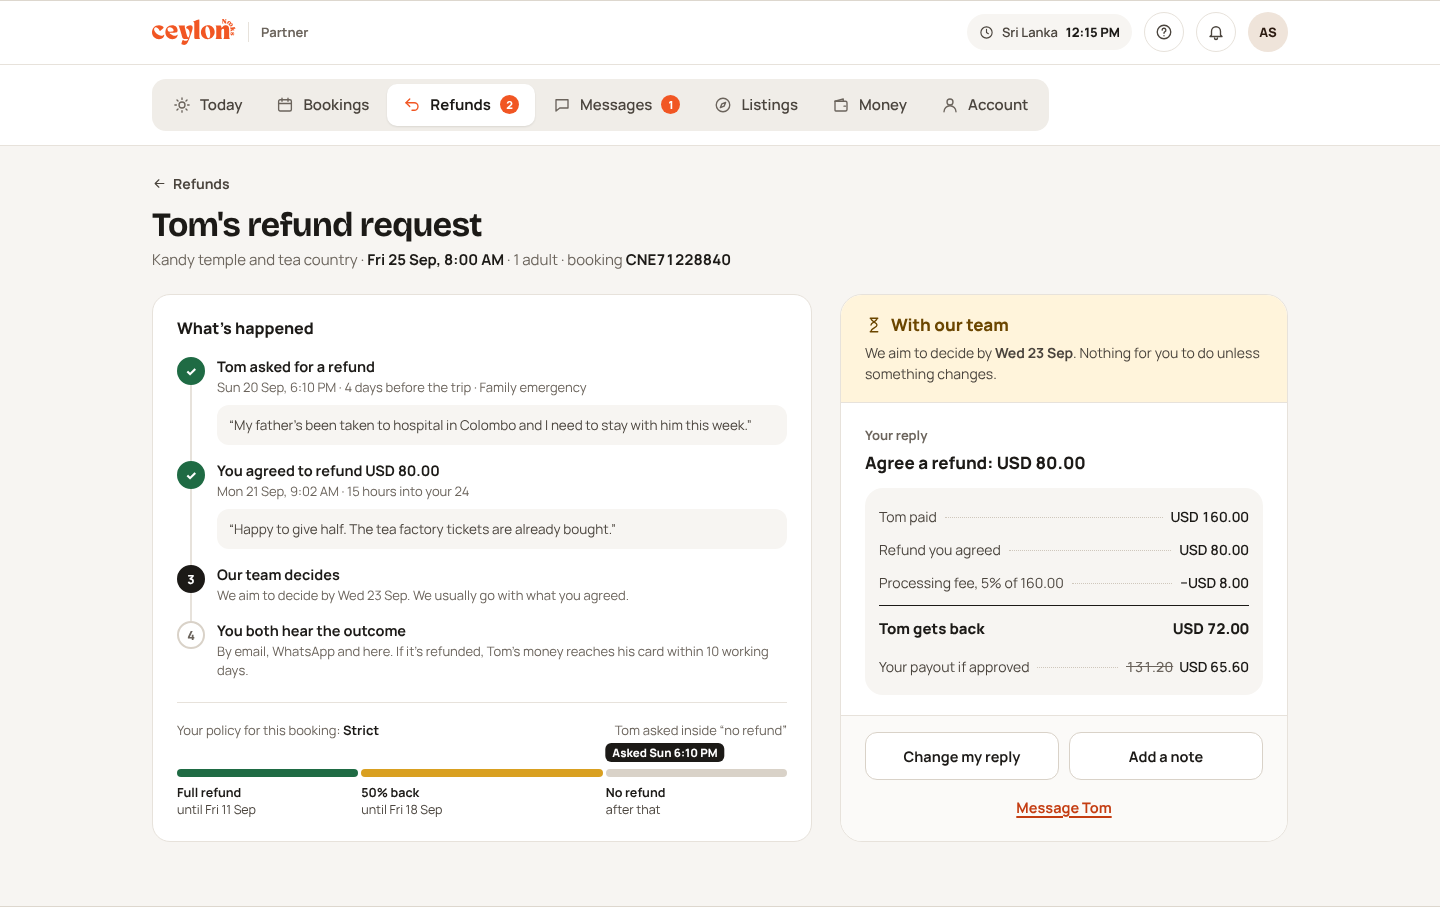 ceylon
Partner
Sri Lanka 12:15 PM
AS
Today
Bookings
Refunds 2
Messages 1
Listings
Money
Account
← Refunds
Tom's refund request
Kandy temple and tea country · Fri 25 Sep, 8:00 AM · 1 adult · booking CNE71228840
What's happened
Tom asked for a refund
Sun 20 Sep, 6:10 PM · 4 days before the trip · Family emergency
“My father's been taken to hospital in Colombo and I need to stay with him this week.”
You agreed to refund USD 80.00
Mon 21 Sep, 9:02 AM · 15 hours into your 24
“Happy to give half. The tea factory tickets are already bought.”
3
Our team decides
We aim to decide by Wed 23 Sep. We usually go with what you agreed.
4
You both hear the outcome
By email, WhatsApp and here. If it's refunded, Tom's money reaches his card within 10 working
days.
Your policy for this booking: Strict
Tom asked inside “no refund”
Asked Sun 6:10 PM
Full refund
until Fri 11 Sep
50% back
until Fri 18 Sep
No refund
after that
With our team
We aim to decide by Wed 23 Sep. Nothing for you to do unless
something changes.
Your reply
Agree a refund: USD 80.00
Tom paid USD 160.00
Refund you agreed USD 80.00
Processing fee, 5% of 160.00 −USD 8.00
Tom gets back USD 72.00
Your payout if approved 131.20 USD 65.60
Change my reply
Add a note
Message Tom